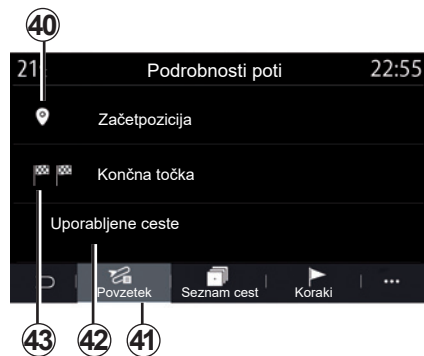 40
21° Podrobnosti poti 22:55
Začetpozicija
Končna točka
Uporabljene ceste
Povzetek Seznam cest Koraki ...
43 42 41